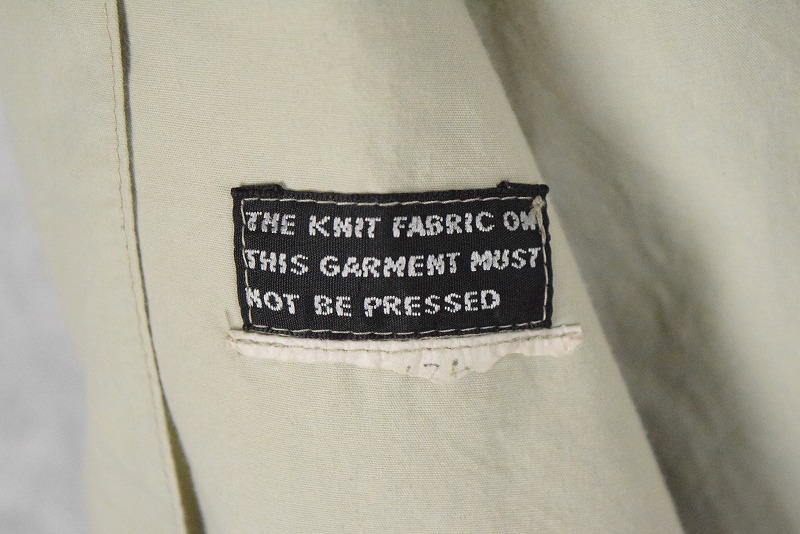 THE KNIT FABRIC ON
THIS GARMENT MUST
NOT BE PRESSED